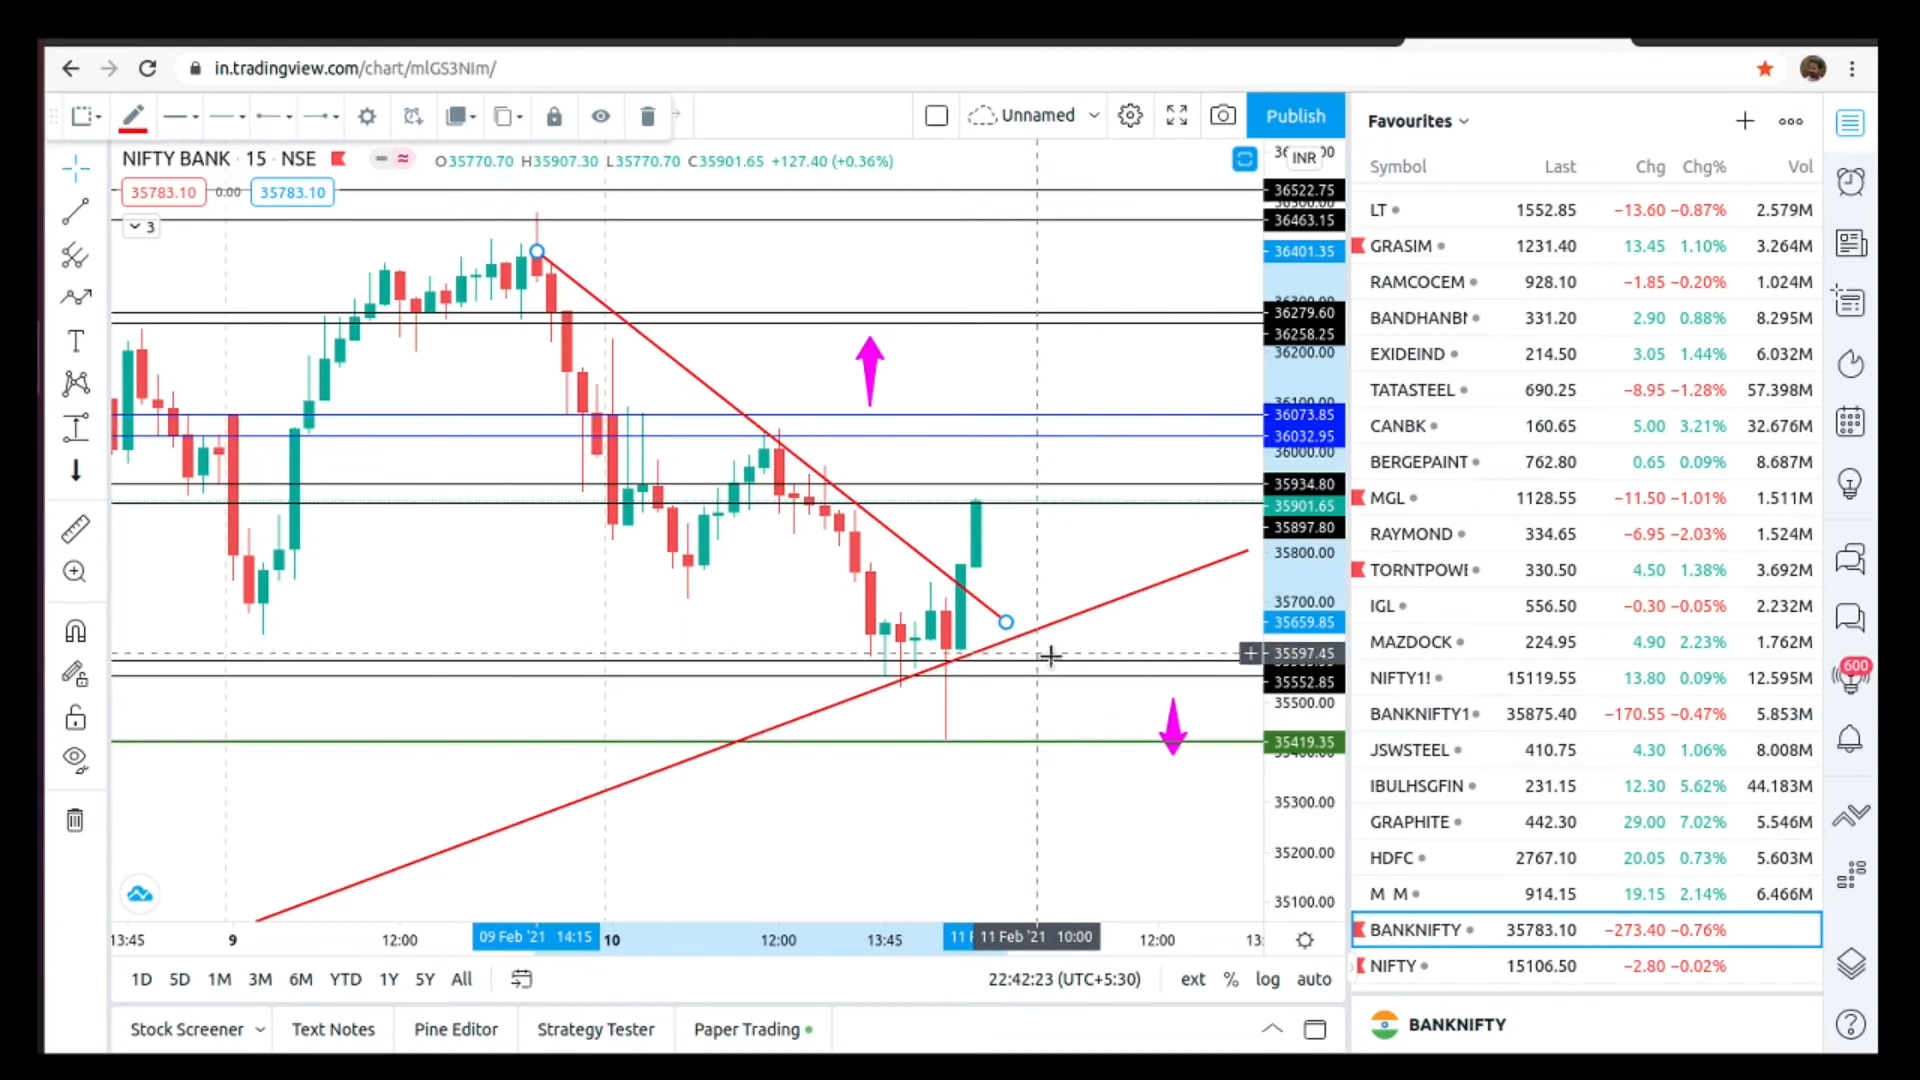 in.tradingview.com/chart/mlGS3NIm/
Unnamed
Publish
NIFTY BANK · 15 · NSE
O35770.70 H35907.30 L35770.70 C35901.65 +127.40 (+0.36%)
INR
35783.10 0.00 35783.10
3
36522.75
36463.15
36401.35
36279.60
36258.25
36200.00
36073.85
36032.95
36000.00
35934.80
35901.65
35897.80
35800.00
35700.00
35659.85
35597.45
35552.85
35500.00
35419.35
35300.00
35200.00
35100.00
13:45 9 12:00 09 Feb '21 14:15 10 12:00 13:45 11 F 11 Feb '21 10:00 12:00 13:
1D 5D 1M 3M 6M YTD 1Y 5Y All
22:42:23 (UTC+5:30) ext % log auto
Stock Screener Text Notes Pine Editor Strategy Tester Paper Trading
Favourites
Symbol Last Chg Chg% Vol
LT 1552.85 −13.60 −0.87% 2.579M
GRASIM 1231.40 13.45 1.10% 3.264M
RAMCOCEM 928.10 −1.85 −0.20% 1.024M
BANDHANBI 331.20 2.90 0.88% 8.295M
EXIDEIND 214.50 3.05 1.44% 6.032M
TATASTEEL 690.25 −8.95 −1.28% 57.398M
CANBK 160.65 5.00 3.21% 32.676M
BERGEPAINT 762.80 0.65 0.09% 8.687M
MGL 1128.55 −11.50 −1.01% 1.511M
RAYMOND 334.65 −6.95 −2.03% 1.524M
TORNTPOWE 330.50 4.50 1.38% 3.692M
IGL 556.50 −0.30 −0.05% 2.232M
MAZDOCK 224.95 4.90 2.23% 1.762M
NIFTY1! 15119.55 13.80 0.09% 12.595M
BANKNIFTY1 35875.40 −170.55 −0.47% 5.853M
JSWSTEEL 410.75 4.30 1.06% 8.008M
IBULHSGFIN 231.15 12.30 5.62% 44.183M
GRAPHITE 442.30 29.00 7.02% 5.546M
HDFC 2767.10 20.05 0.73% 5.603M
M M 914.15 19.15 2.14% 6.466M
BANKNIFTY 35783.10 −273.40 −0.76%
NIFTY 15106.50 −2.80 −0.02%
BANKNIFTY
600